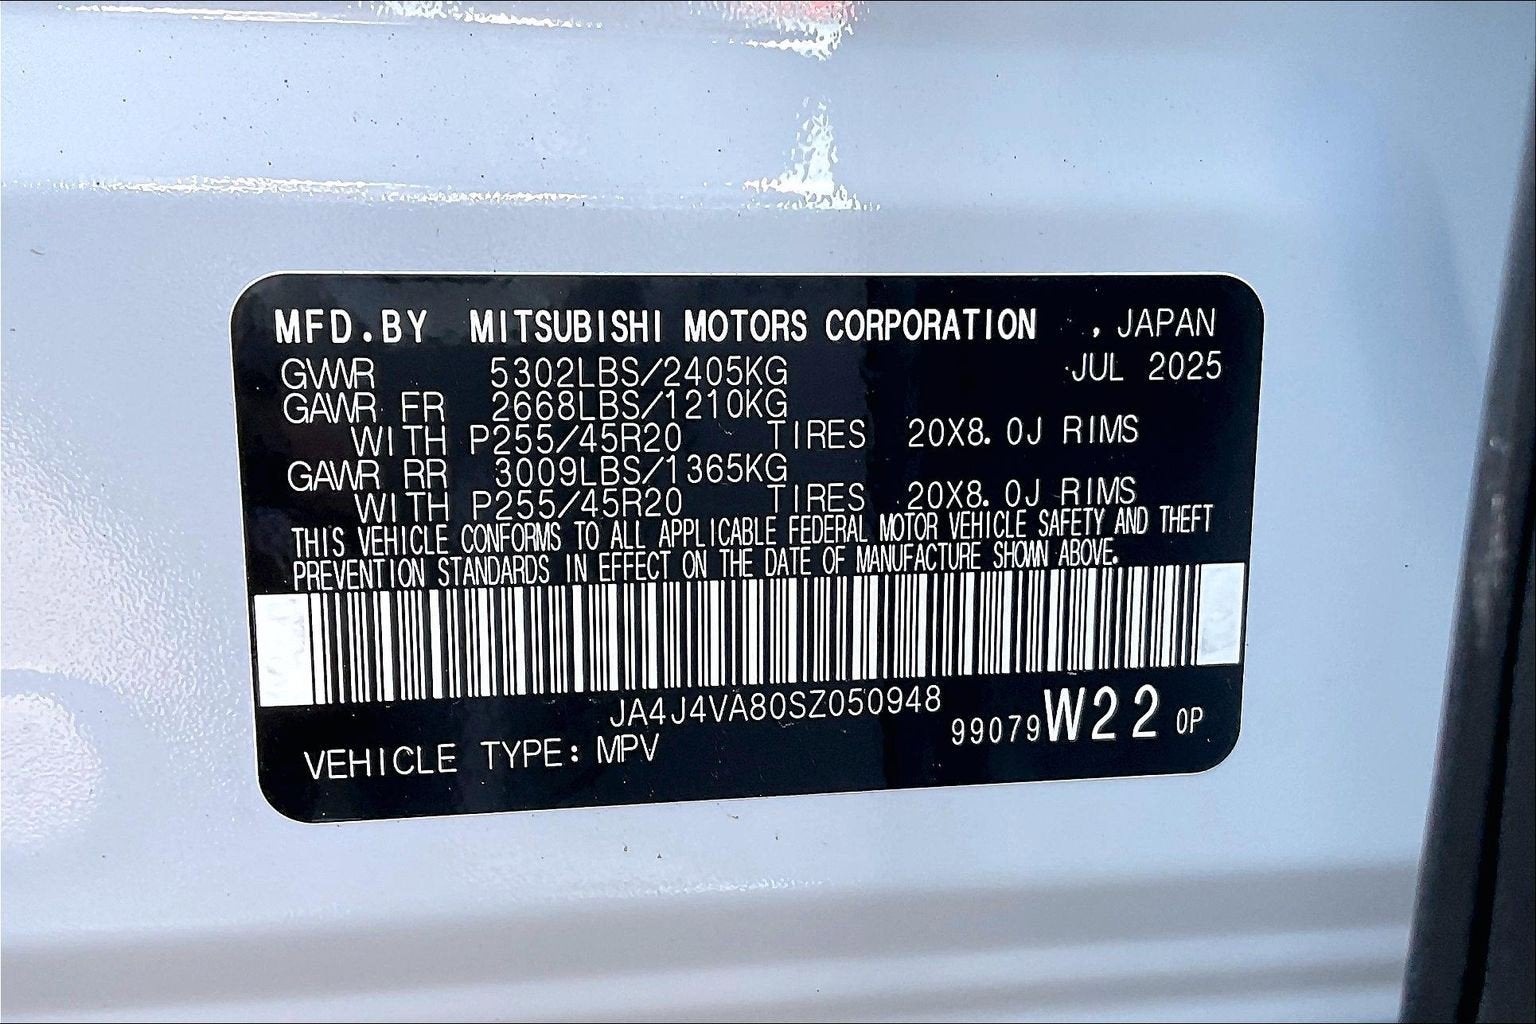 MFD.BY MITSUBISHI MOTORS CORPORATION , JAPAN
GVWR 5302LBS/2405KG JUL 2025
GAWR FR 2668LBS/1210KG
WITH P255/45R20 TIRES 20X8.0J RIMS
GAWR RR 3009LBS/1365KG
WITH P255/45R20 TIRES 20X8.0J RIMS
THIS VEHICLE CONFORMS TO ALL APPLICABLE FEDERAL MOTOR VEHICLE SAFETY AND THEFT
PREVENTION STANDARDS IN EFFECT ON THE DATE OF MANUFACTURE SHOWN ABOVE.
JA4J4VA80SZ050948
99079 W22 0P
VEHICLE TYPE: MPV